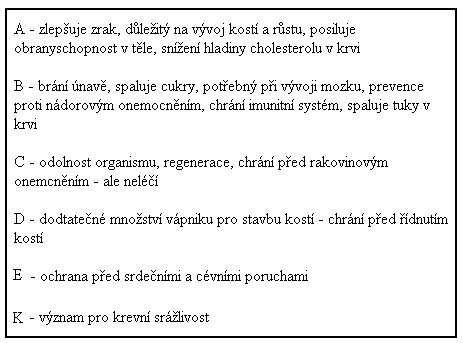 A - zlepšuje zrak, důležitý na vývoj kostí a růstu, posiluje
obranyschopnost v těle, snížení hladiny cholesterolu v krvi
B - brání únavě, spaluje cukry, potřebný při vývoji mozku, prevence
proti nádorovým onemocněním, chrání imunitní systém, spaluje tuky v
krvi
C - odolnost organismu, regenerace, chrání před rakovinovým
onemcněním - ale neléčí
D - dodtatečné množství vápniku pro stavbu kostí - chrání před řídnutím
kostí
E - ochrana před srdečními a cévními poruchami
K - význam pro krevní srážlivost